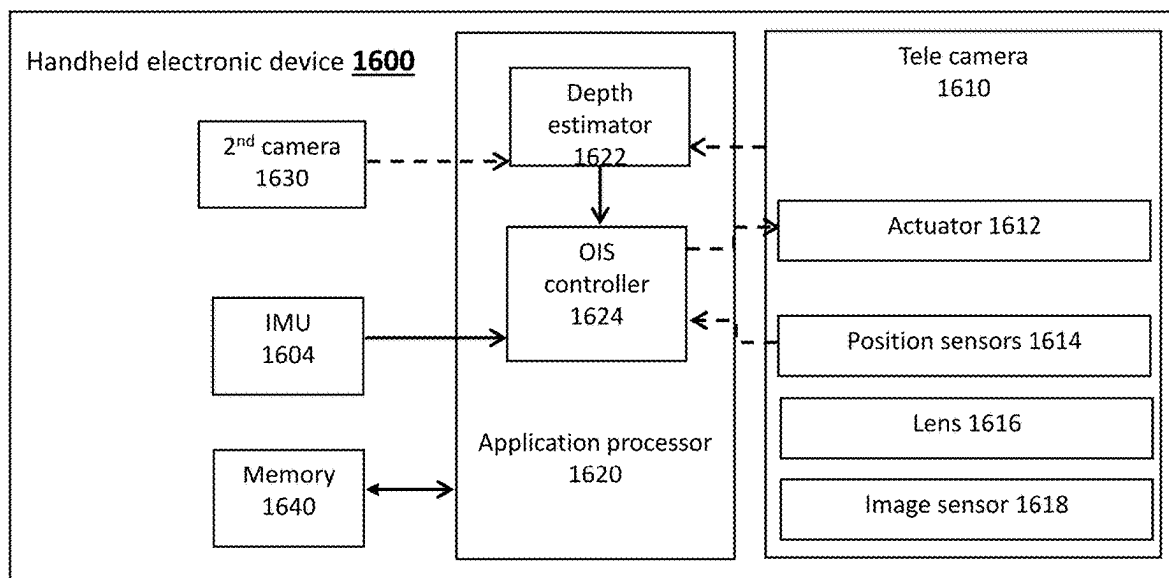 Handheld electronic device 1600
2nd camera
1630
IMU
1604
Memory
1640
Depth
estimator
1622
OIS
controller
1624
Application processor
1620
Tele camera
1610
Actuator 1612
Position sensors 1614
Lens 1616
Image sensor 1618